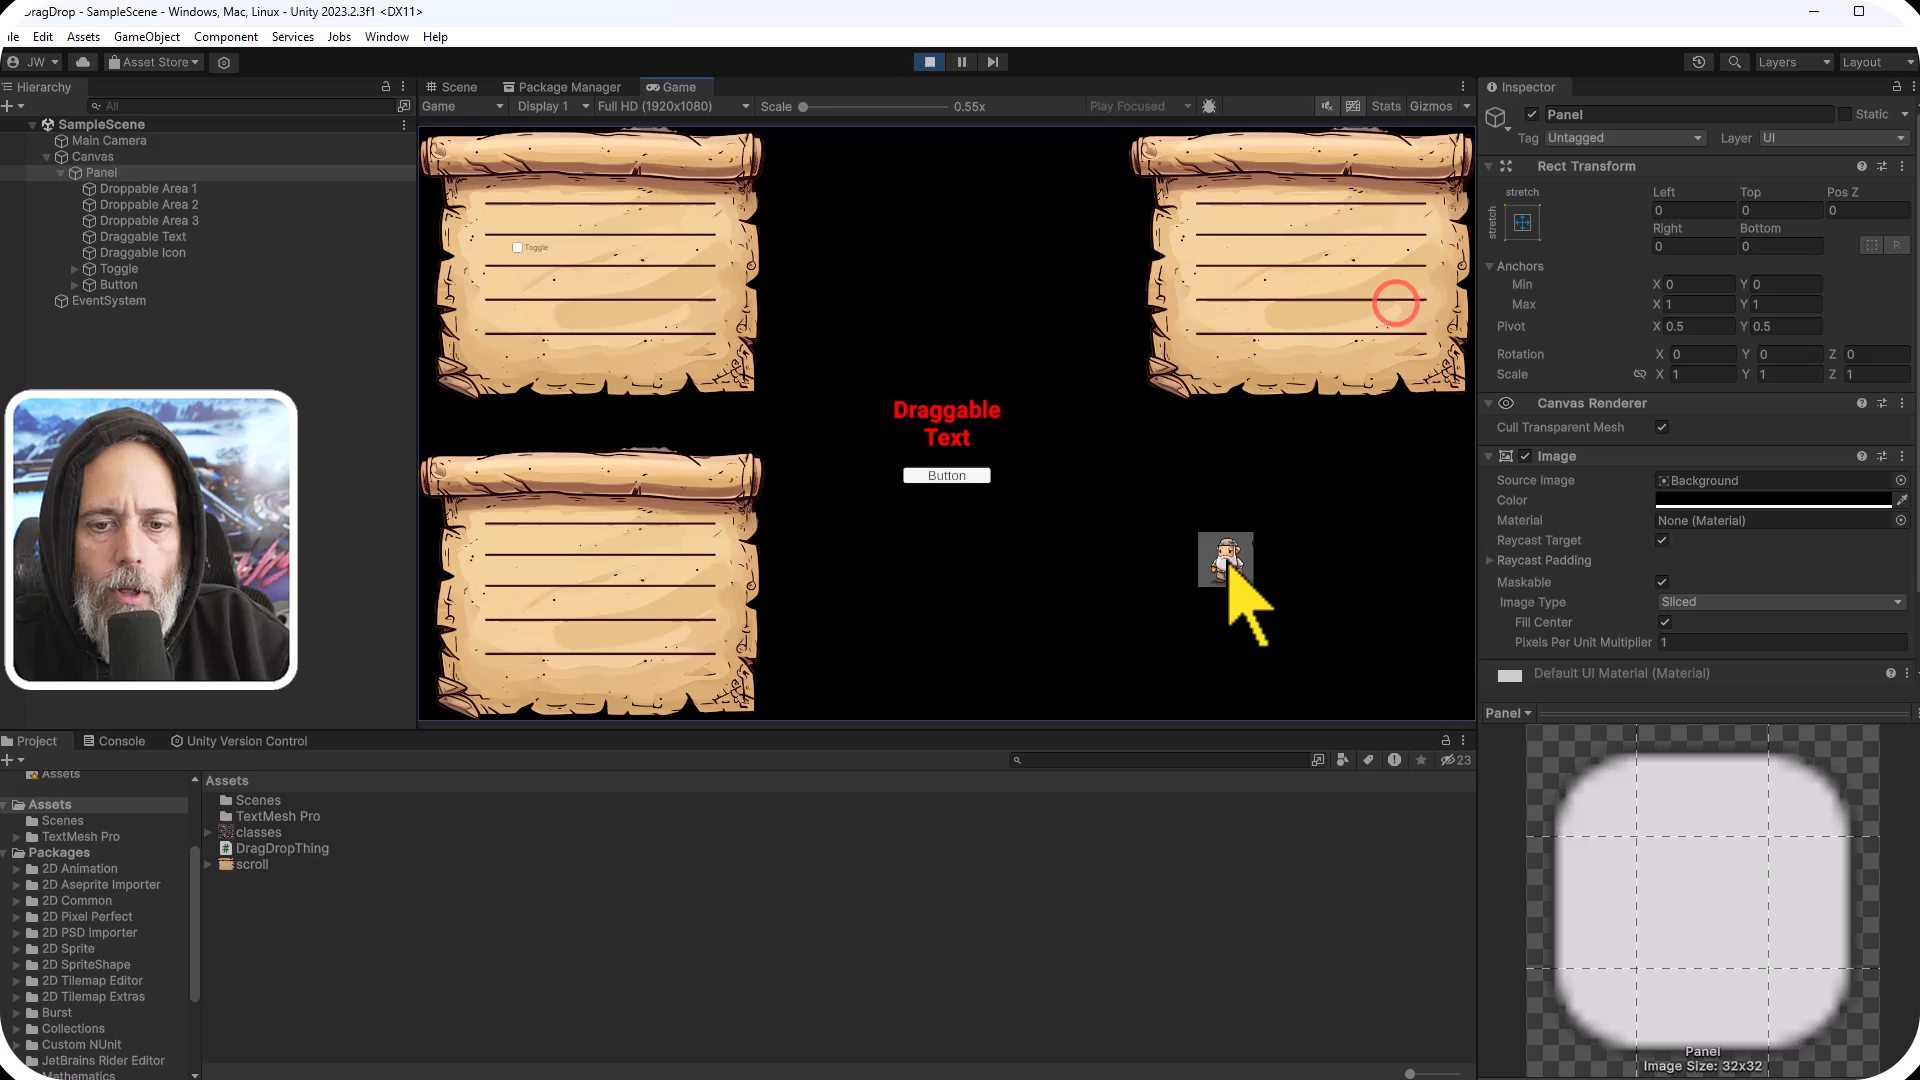 DragDrop - SampleScene - Windows, Mac, Linux - Unity 2023.2.3f1 <DX11>
ile Edit Assets GameObject Component Services Jobs Window Help
JW Asset Store Layers Layout
Hierarchy
All
SampleScene
Main Camera
Canvas
Panel
Droppable Area 1
Droppable Area 2
Droppable Area 3
Draggable Text
Draggable Icon
Toggle
Button
EventSystem
Scene Package Manager Game
Game Display 1 Full HD (1920x1080) Scale 0.55x Play Focused Stats Gizmos
Toggle
Draggable
Text
Button
Inspector
Panel Static
Tag Untagged Layer UI
Rect Transform
stretch Left Top Pos Z
stretch 0 0 0
Right Bottom
0 0 R
Anchors
Min X 0 Y 0
Max X 1 Y 1
Pivot X 0.5 Y 0.5
Rotation X 0 Y 0 Z 0
Scale X 1 Y 1 Z 1
Canvas Renderer
Cull Transparent Mesh
Image
Source Image Background
Color
Material None (Material)
Raycast Target
Raycast Padding
Maskable
Image Type Sliced
Fill Center
Pixels Per Unit Multiplier 1
Default UI Material (Material)
Panel
Panel
Image Size: 32x32
Project Console Unity Version Control
23
Assets
Assets
Scenes
TextMesh Pro
Packages
2D Animation
2D Aseprite Importer
2D Common
2D Pixel Perfect
2D PSD Importer
2D Sprite
2D SpriteShape
2D Tilemap Editor
2D Tilemap Extras
Burst
Collections
Custom NUnit
JetBrains Rider Editor
Mathematics
Assets
Scenes
TextMesh Pro
classes
DragDropThing
scroll